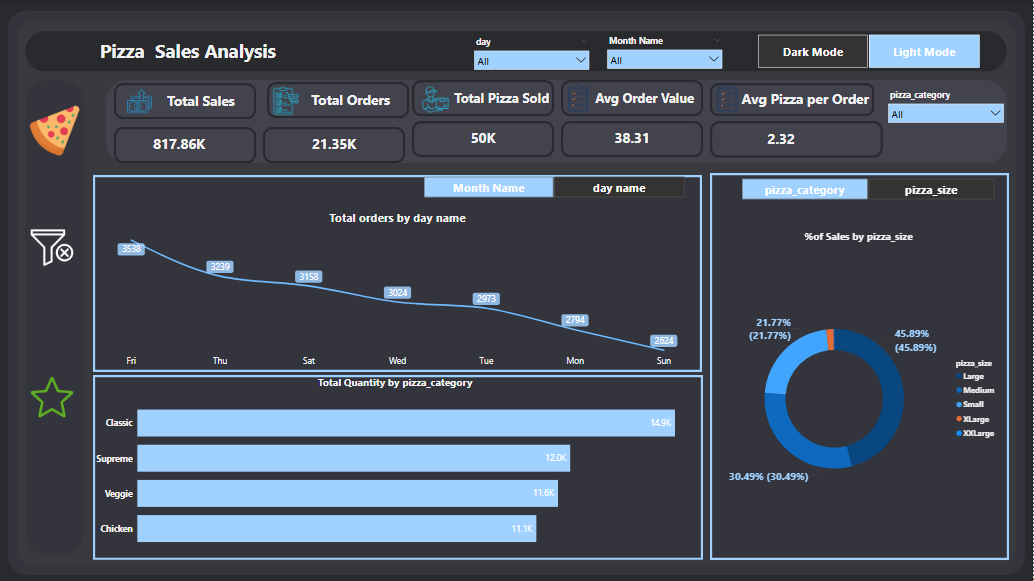 Pizza Sales Analysis
day
All
Month Name
All
Dark Mode
Light Mode
Total Sales
Total Orders
Total Pizza Sold
Avg Order Value
Avg Pizza per Order
pizza_category
All
817.86K
21.35K
50K
38.31
2.32
Month Name
day name
Total orders by day name
3538
3239
3158
3024
2973
2794
2624
Fri
Thu
Sat
Wed
Tue
Mon
Sun
Total Quantity by pizza_category
Classic
14.9K
Supreme
12.0K
Veggie
11.6K
Chicken
11.1K
pizza_category
pizza_size
%of Sales by pizza_size
21.77%
(21.77%)
45.89%
(45.89%)
30.49% (30.49%)
pizza_size
Large
Medium
Small
XLarge
XXLarge